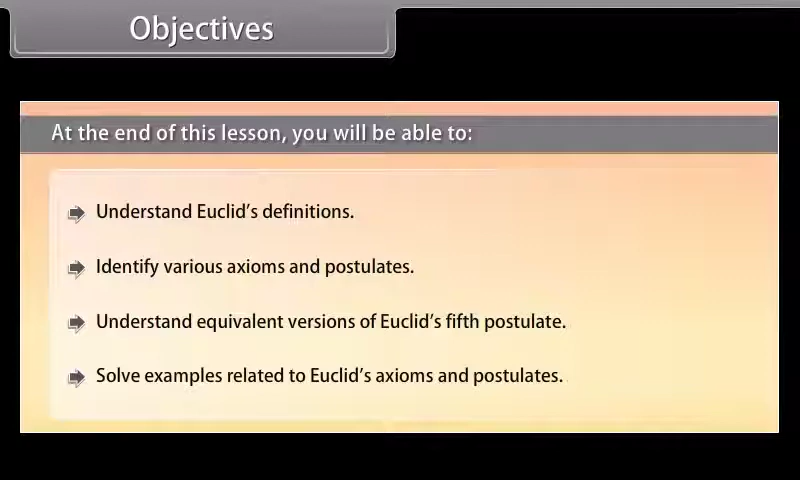 Objectives
At the end of this lesson, you will be able to:
Understand Euclid's definitions.
Identify various axioms and postulates.
Understand equivalent versions of Euclid's fifth postulate.
Solve examples related to Euclid's axioms and postulates.